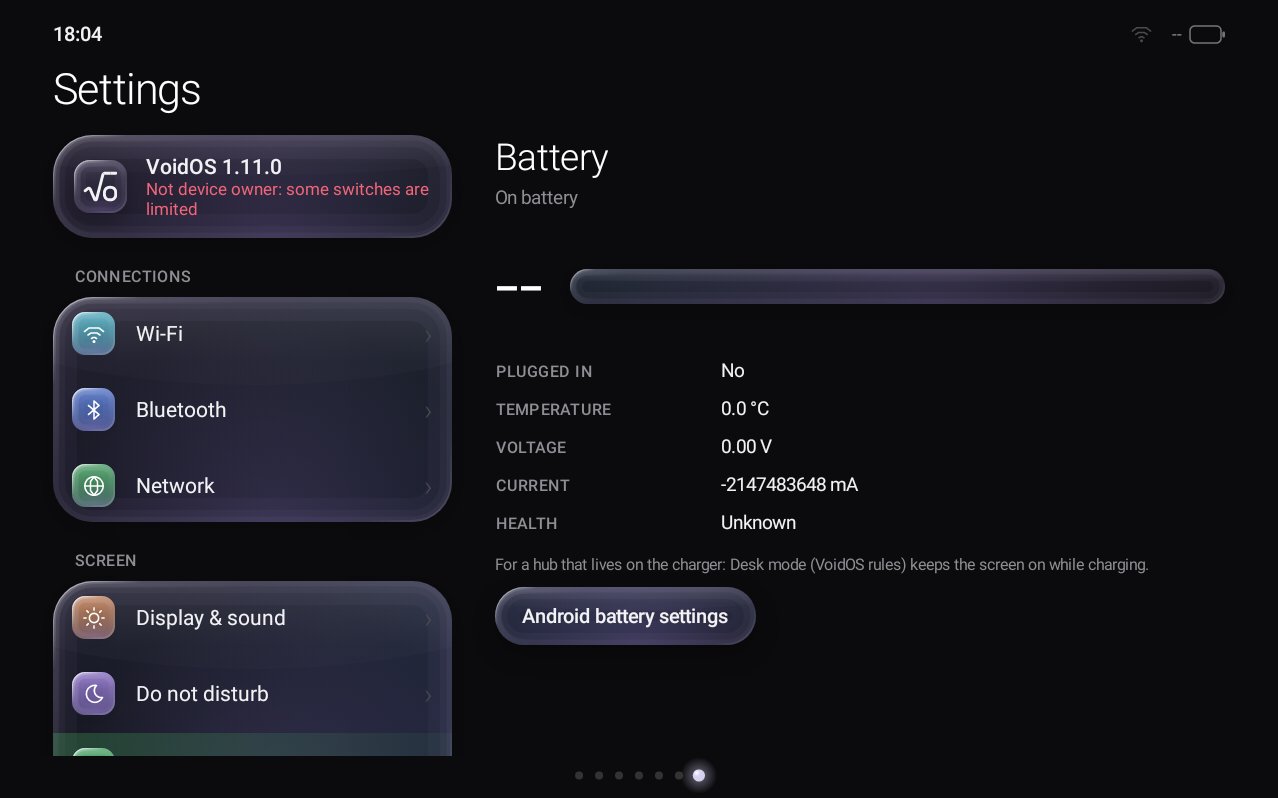 18:04
--
Settings
VoidOS 1.11.0
Not device owner: some switches are
limited
CONNECTIONS
Wi-Fi
Bluetooth
Network
SCREEN
Display & sound
Do not disturb
Battery
On battery
--
PLUGGED IN No
TEMPERATURE 0.0 °C
VOLTAGE 0.00 V
CURRENT -2147483648 mA
HEALTH Unknown
For a hub that lives on the charger: Desk mode (VoidOS rules) keeps the screen on while charging.
Android battery settings